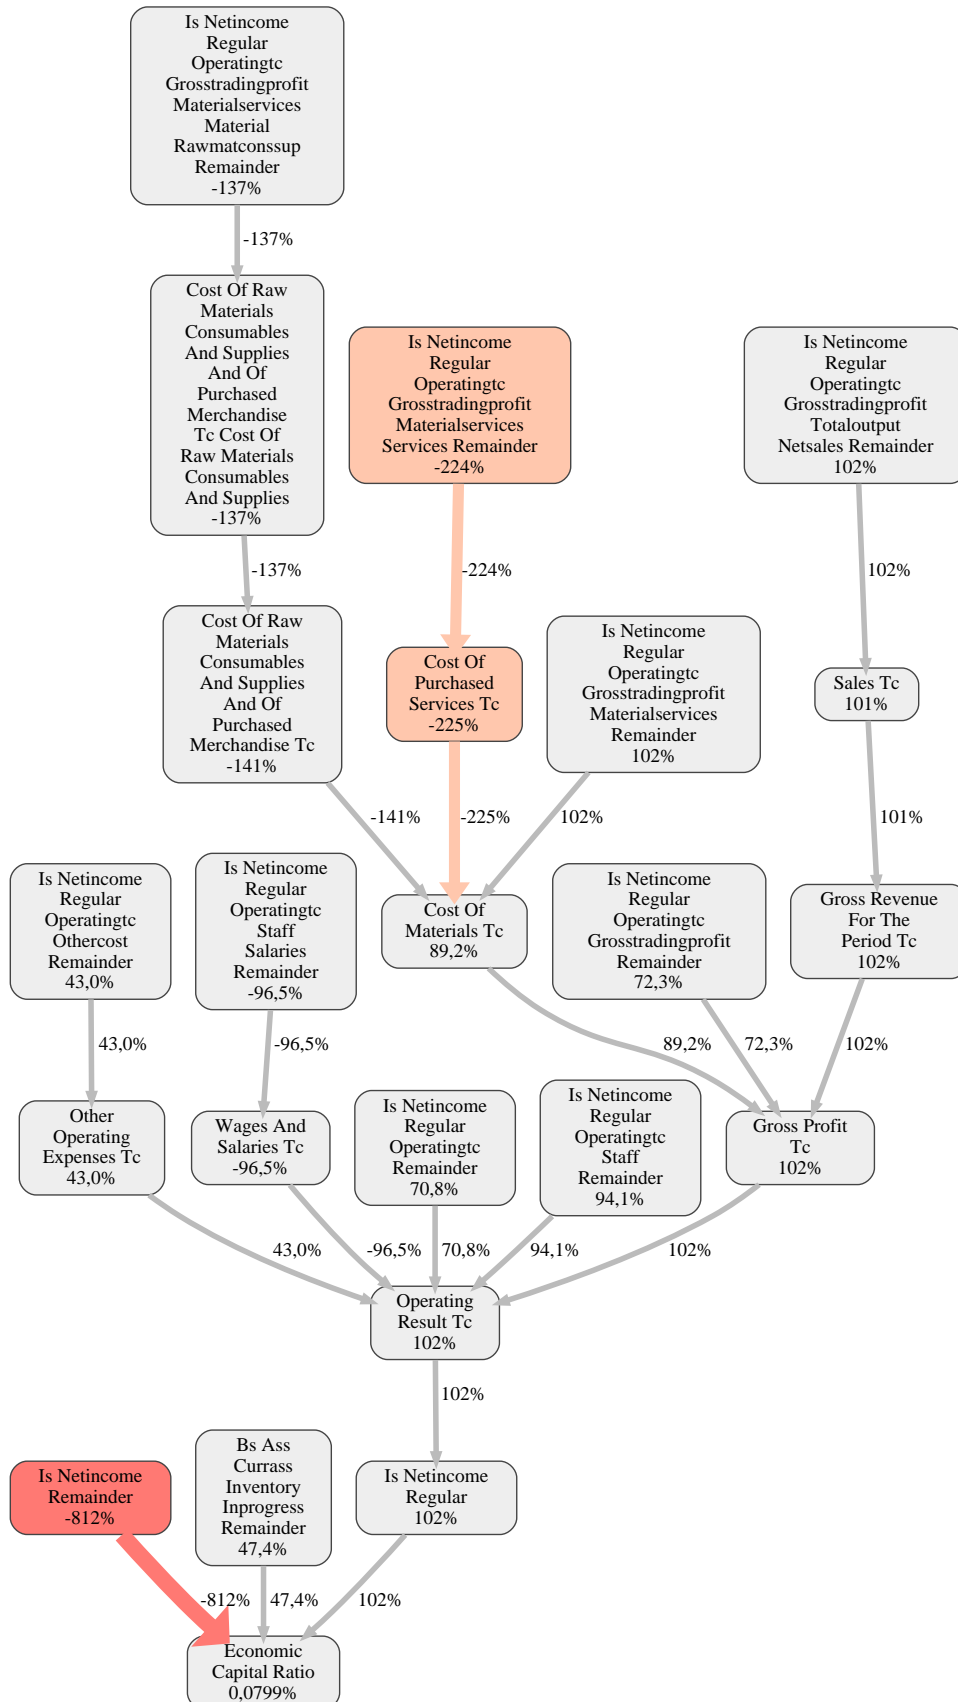 Is Netincome
Regular
Operatingtc
Grosstradingprofit
Materialservices
Material
Rawmatconssup
Remainder
-137%
-137%
Cost Of Raw
Materials
Consumables
And Supplies
And Of
Purchased
Merchandise
Tc Cost Of
Raw Materials
Consumables
And Supplies
-137%
Is Netincome
Regular
Operatingtc
Grosstradingprofit
Materialservices
Services Remainder
-224%
Is Netincome
Regular
Operatingtc
Grosstradingprofit
Totaloutput
Netsales Remainder
102%
-137%
-224%
102%
Cost Of Raw
Materials
Consumables
And Supplies
And Of
Purchased
Merchandise Tc
-141%
Cost Of
Purchased
Services Tc
-225%
Is Netincome
Regular
Operatingtc
Grosstradingprofit
Materialservices
Remainder
102%
Sales Tc
101%
-141%
-225%
102%
101%
Is Netincome
Regular
Operatingtc
Othercost
Remainder
43,0%
Is Netincome
Regular
Operatingtc
Staff
Salaries
Remainder
-96,5%
Cost Of
Materials Tc
89,2%
Is Netincome
Regular
Operatingtc
Grosstradingprofit
Remainder
72,3%
Gross Revenue
For The
Period Tc
102%
43,0%
-96,5%
89,2%
72,3%
102%
Other
Operating
Expenses Tc
43,0%
Wages And
Salaries Tc
-96,5%
Is Netincome
Regular
Operatingtc
Remainder
70,8%
Is Netincome
Regular
Operatingtc
Staff
Remainder
94,1%
Gross Profit
Tc
102%
43,0%
-96,5%
70,8%
94,1%
102%
Operating
Result Tc
102%
102%
Is Netincome
Remainder
-812%
Bs Ass
Currass
Inventory
Inprogress
Remainder
47,4%
Is Netincome
Regular
102%
-812%
47,4%
102%
Economic
Capital Ratio
0,0799%